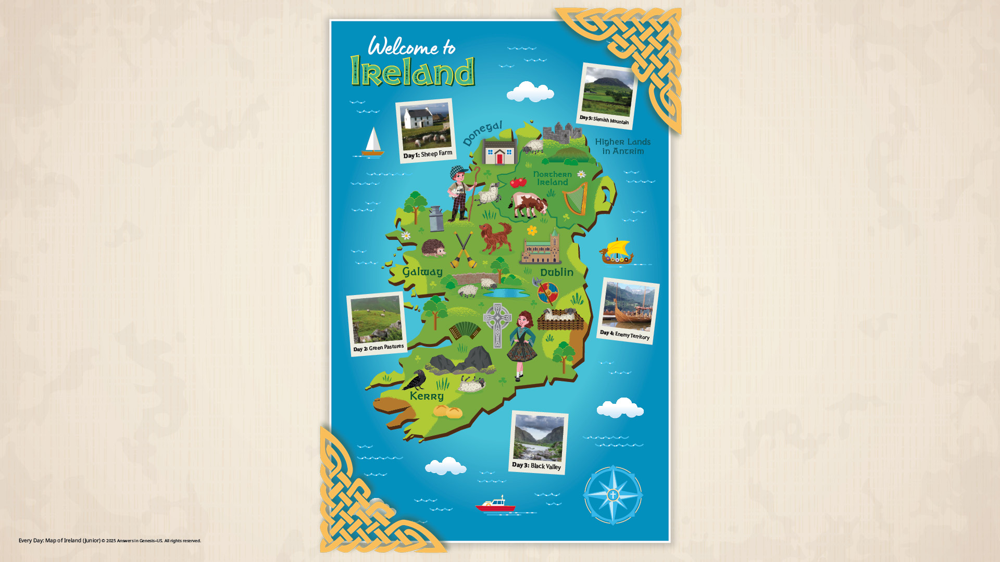 Welcome to
Ireland
Day 5: Slemish Mountain
Day 1: Sheep Farm
Donegal
Higher Lands
in Antrim
Northern
Ireland
Galway
Dublin
Day 2: Green Pastures
Day 4: Enemy Territory
Kerry
Day 3: Black Valley
Every Day: Map of Ireland (Junior) © 2025 Answers in Genesis–US. All rights reserved.